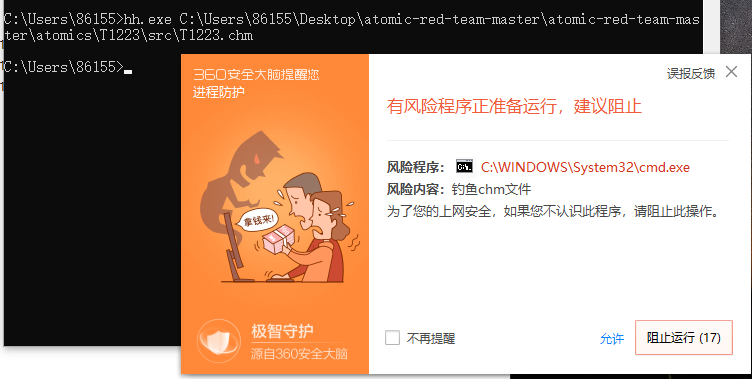 C:\Users\86155>hh.exe C:\Users\86155\Desktop\atomic-red-team-master\atomic-red-team-mas
ter\atomics\T1223\src\T1223.chm
C:\Users\86155>
360安全大脑提醒您
进程防护
误报反馈
有风险程序正准备运行，建议阻止
风险程序： C:\WINDOWS\System32\cmd.exe
风险内容：钓鱼chm文件
为了您的上网安全，如果您不认识此程序，请阻止此操作。
拿钱来!
极智守护
源自360安全大脑
不再提醒
允许
阻止运行 (17)